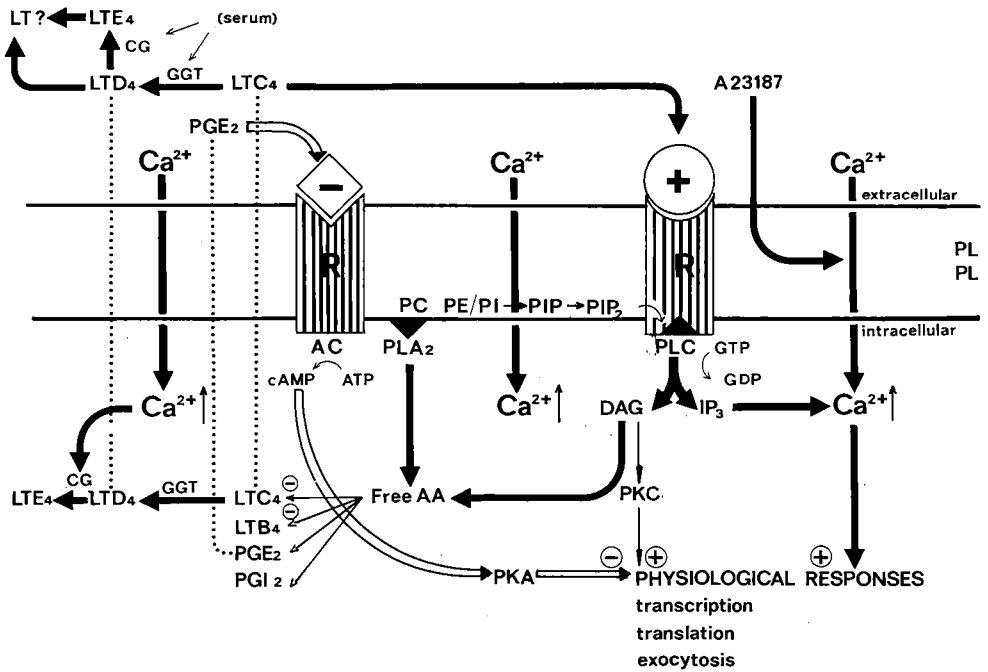 LT? LTE4 (serum)
CG
LTD4 GGT LTC4 A23187
PGE2
Ca2+ Ca2+ Ca2+
- +
extracellular
R R PL
PL
PC PE/PI PIP PIP2
intracellular
AC PLA2 PLC GTP
cAMP ATP GDP
Ca2+ Ca2+ DAG IP3 Ca2+
CG
LTE4 LTD4 GGT LTC4 - Free AA PKC
LTB4 -
PGE2
PGI2 PKA - + PHYSIOLOGICAL + RESPONSES
transcription
translation
exocytosis